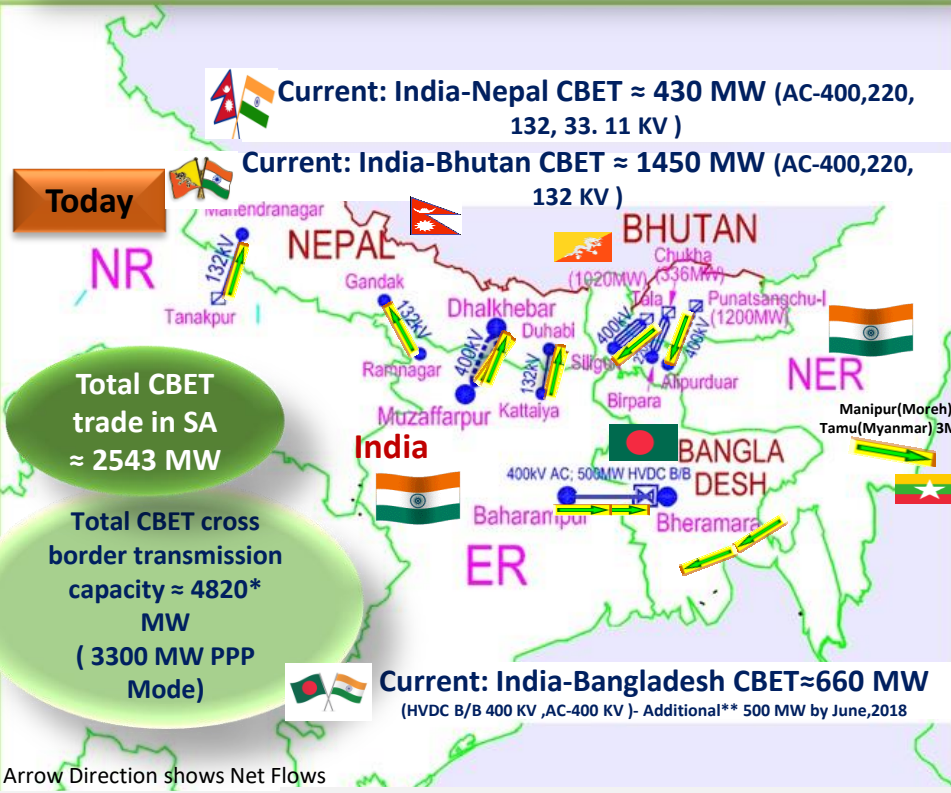 Current: India-Nepal CBET ≈ 430 MW (AC-400,220,
132, 33. 11 KV )
Current: India-Bhutan CBET ≈ 1450 MW (AC-400,220,
132 KV )
Today
Mahendranagar
NEPAL
BHUTAN
NR
132kV
Tanakpur
Gandak
132kV
Ramnagar
Dhalkhebar
400kV
Muzaffarpur
Duhabi
132kV
Kattaiya
Chukha
(1020MW)
(336MW)
Tala
Punatsangchu-I
(1200MW)
400kV
400kV
Alipurduar
Birpara
NER
Manipur(Moreh)
Tamu(Myanmar)
Total CBET
trade in SA
≈ 2543 MW
India
BANGLA
DESH
400kV AC; 500MW HVDC B/B
Baharampur
Bheramara
ER
Total CBET cross
border transmission
capacity ≈ 4820*
MW
( 3300 MW PPP
Mode)
Current: India-Bangladesh CBET≈660 MW
(HVDC B/B 400 KV ,AC-400 KV )- Additional** 500 MW by June,2018
Arrow Direction shows Net Flows